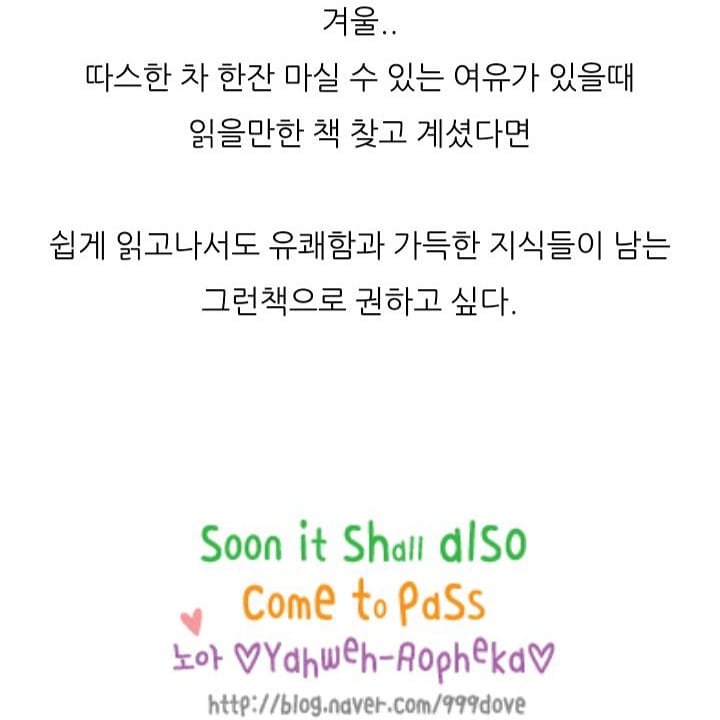 겨울..
따스한 차 한잔 마실 수 있는 여유가 있을때
읽을만한 책 찾고 계셨다면
쉽게 읽고나서도 유쾌함과 가득한 지식들이 남는
그런책으로 권하고 싶다.
Soon it Shall also
Come to Pass
노아 ♡Yahweh-Ropheka♡
http://blog.naver.com/999dove